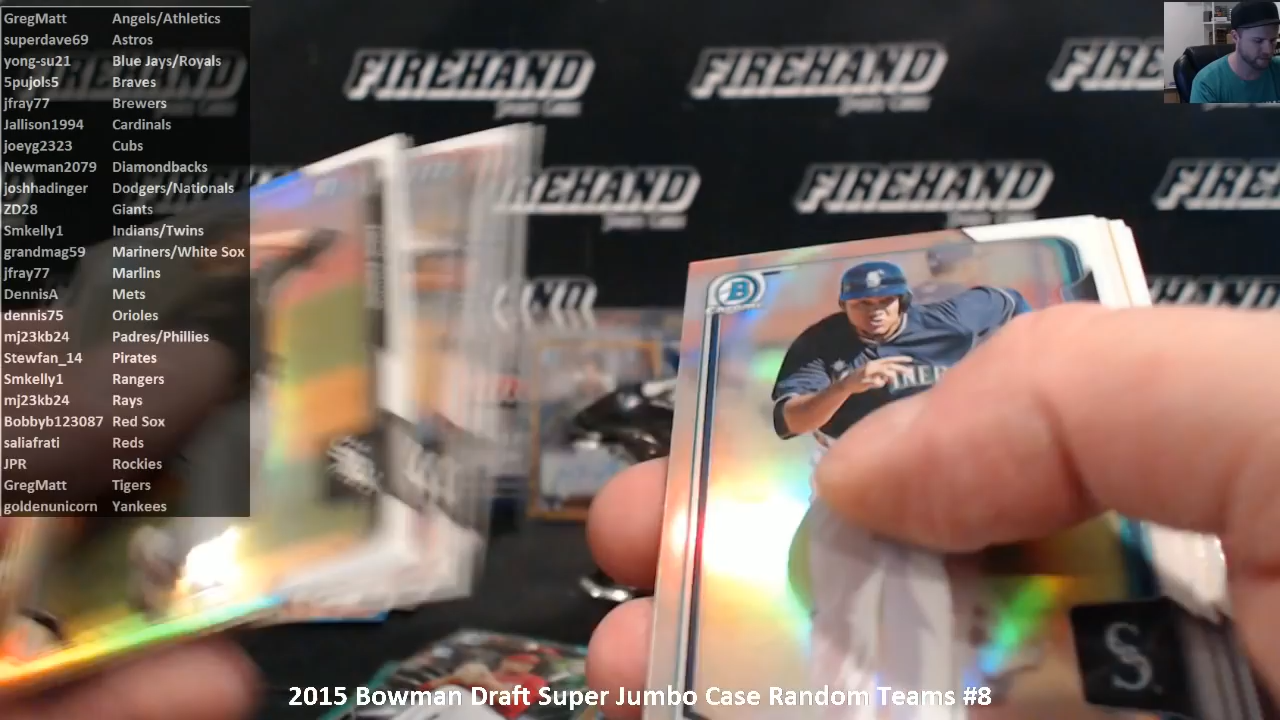 GregMatt Angels/Athletics
superdave69 Astros
yong-su21 Blue Jays/Royals
5pujols5 Braves
jfray77 Brewers
Jallison1994 Cardinals
joeyg2323 Cubs
Newman2079 Diamondbacks
joshhadinger Dodgers/Nationals
ZD28 Giants
Smkelly1 Indians/Twins
grandmag59 Mariners/White Sox
jfray77 Marlins
DennisA Mets
dennis75 Orioles
mj23kb24 Padres/Phillies
Stewfan_14 Pirates
Smkelly1 Rangers
mj23kb24 Rays
Bobbyb123087 Red Sox
saliafrati Reds
JPR Rockies
GregMatt Tigers
goldenunicorn Yankees
FIREHAND FIREHAND FIREHAND
FIREHAND FIREHAND FIREHAND
B
S
2015 Bowman Draft Super Jumbo Case Random Teams #8